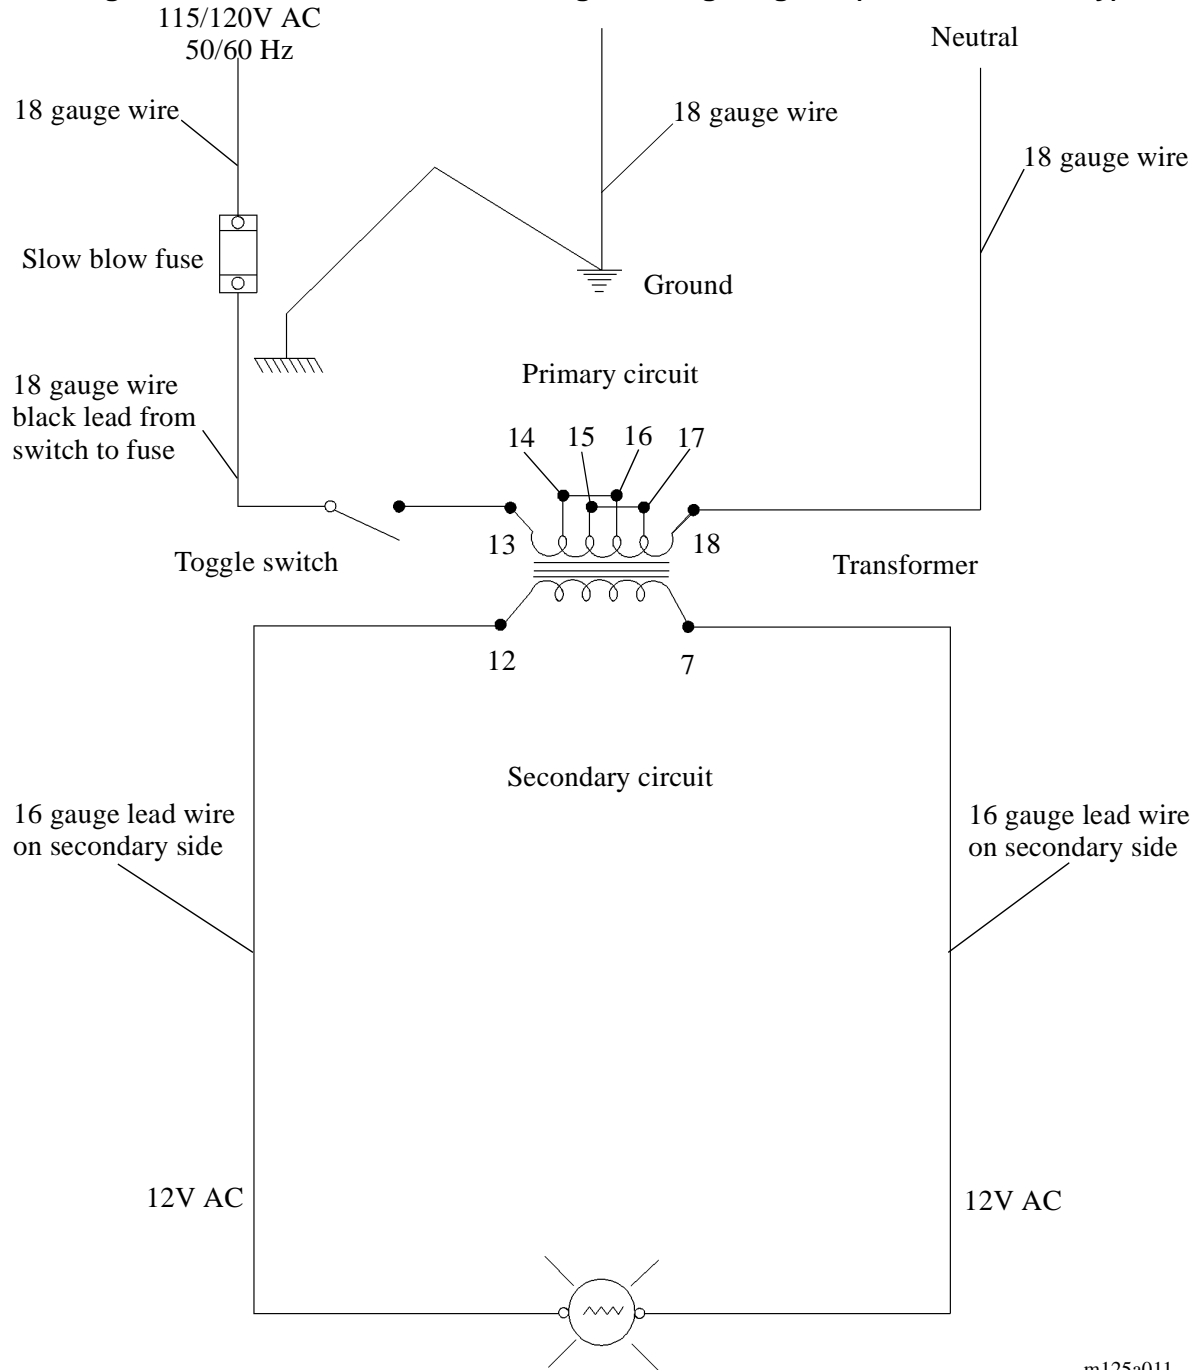 115/120V AC
50/60 Hz
Neutral
18 gauge wire
18 gauge wire
18 gauge wire
Slow blow fuse
Ground
Primary circuit
18 gauge wire
black lead from
switch to fuse
14 15 16 17
13 18
Toggle switch
Transformer
12 7
Secondary circuit
16 gauge lead wire
on secondary side
16 gauge lead wire
on secondary side
12V AC
12V AC
m125a011